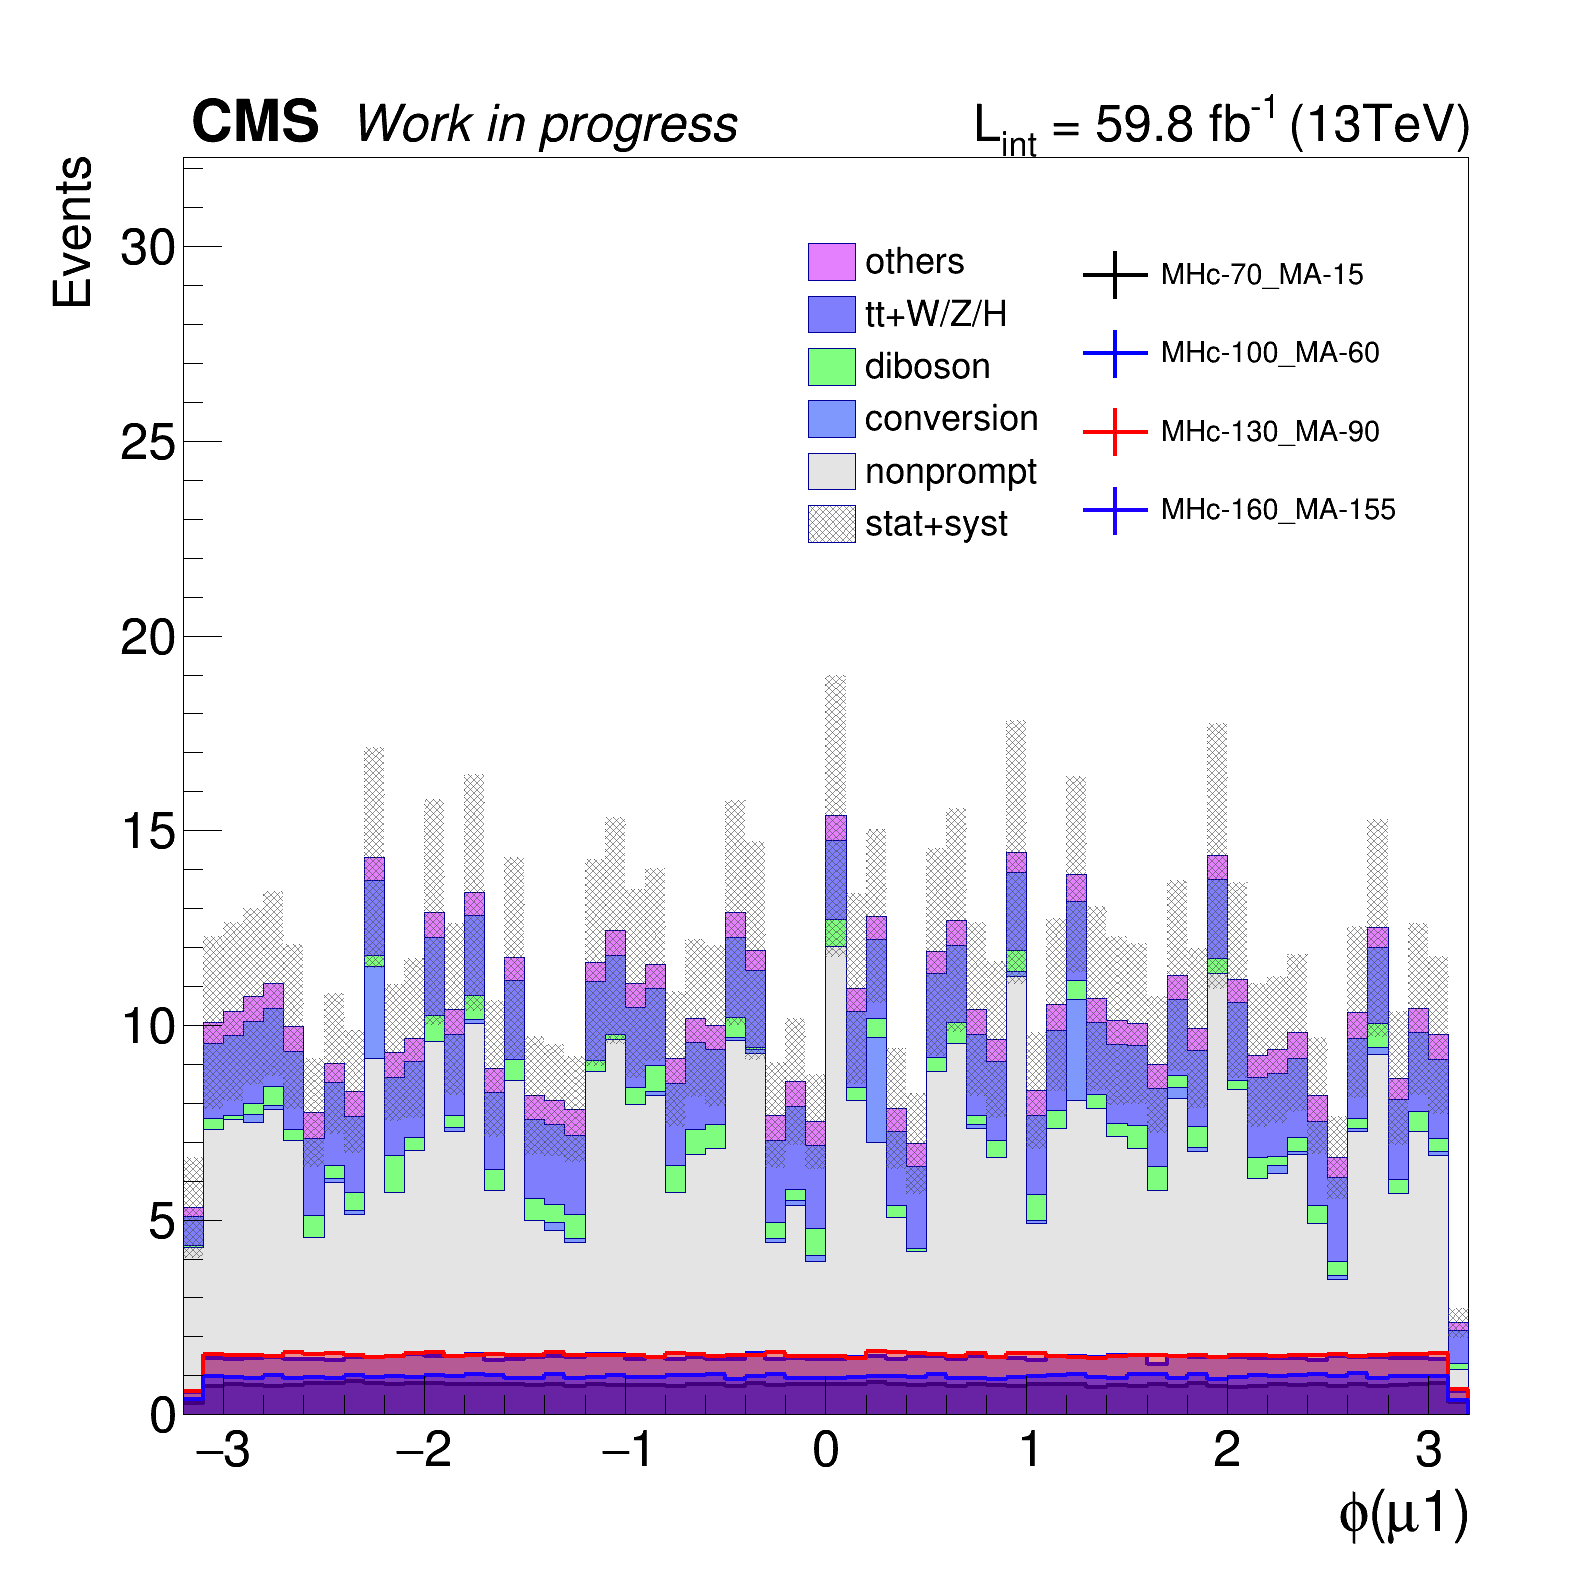 CMS Work in progress
L_int = 59.8 fb^-1 (13TeV)
Events
30
25
20
15
10
5
0
others
tt+W/Z/H
diboson
conversion
nonprompt
stat+syst
MHc-70_MA-15
MHc-100_MA-60
MHc-130_MA-90
MHc-160_MA-155
−3 −2 −1 0 1 2 3
ϕ(μ1)